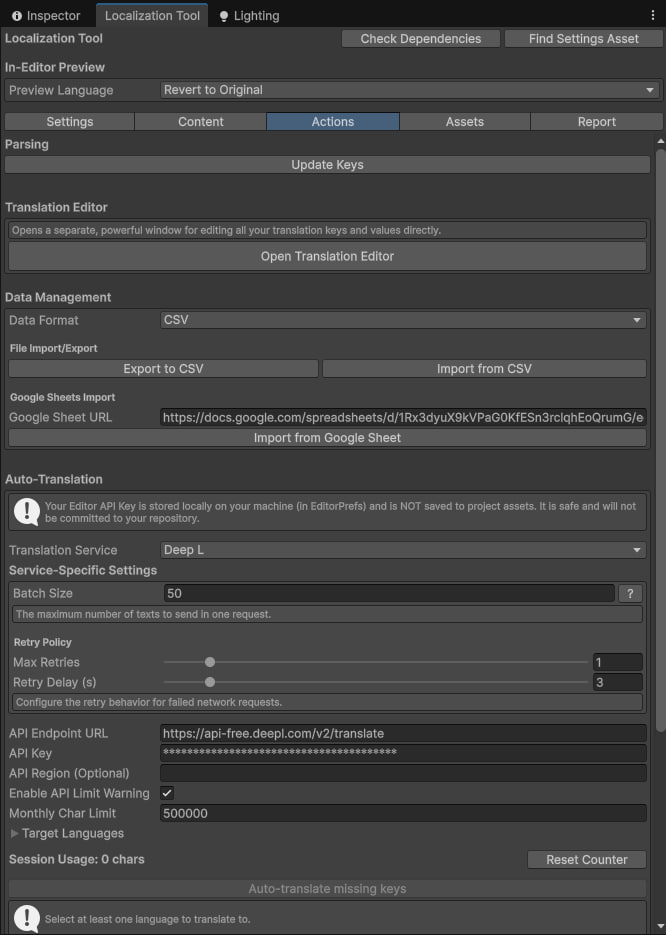 Inspector Localization Tool Lighting
Localization Tool Check Dependencies Find Settings Asset
In-Editor Preview
Preview Language Revert to Original
Settings Content Actions Assets Report
Parsing
Update Keys
Translation Editor
Opens a separate, powerful window for editing all your translation keys and values directly.
Open Translation Editor
Data Management
Data Format CSV
File Import/Export
Export to CSV Import from CSV
Google Sheets Import
Google Sheet URL https://docs.google.com/spreadsheets/d/1Rx3dyuX9kVPaG0KfESn3rclqhEoQrumG/e
Import from Google Sheet
Auto-Translation
Your Editor API Key is stored locally on your machine (in EditorPrefs) and is NOT saved to project assets. It is safe and will not
be committed to your repository.
Translation Service Deep L
Service-Specific Settings
Batch Size 50 ?
The maximum number of texts to send in one request.
Retry Policy
Max Retries 1
Retry Delay (s) 3
Configure the retry behavior for failed network requests.
API Endpoint URL https://api-free.deepl.com/v2/translate
API Key ***************************************
API Region (Optional)
Enable API Limit Warning
Monthly Char Limit 500000
Target Languages
Session Usage: 0 chars Reset Counter
Auto-translate missing keys
Select at least one language to translate to.